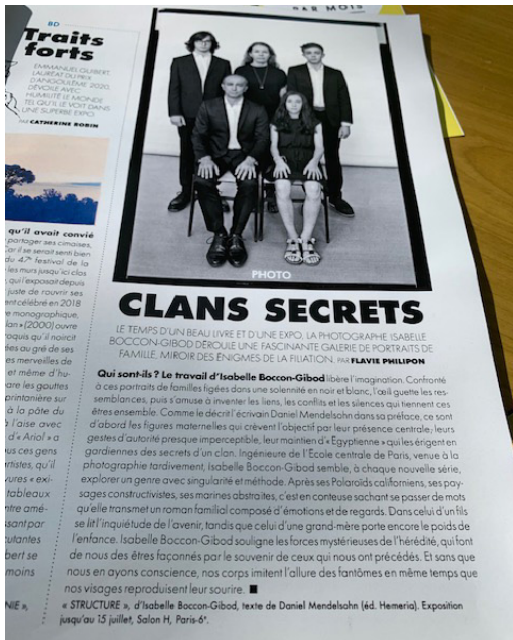 PAR MOTS
BD
Traits
forts
EMMANUEL GUIBERT,
LAURÉAT DU PRIX
D'ANGOULÊME 2020,
DÉVOILE AVEC
HUMILITÉ LE MONDE
TEL QU'IL LE VOIT DANS
UNE SUPERBE EXPO.
PAR CATHERINE ROBIN
qu'il avait convié
partager ses cimaises,
Car il se serait senti bien
du 47e festival de la
les murs jusqu'ici clos
qui l'exposait depuis
juste de rouvrir ses
ent célébré en 2018
e monographique,
lan » (2000) ouvre
roquis qu'il noircit
ées au gré de ses
es merveilles de
et même d'hu-
are les gouttes
printanière sur
à la pâte du
à l'aise avec
d'« Ariol » a
us ces gens
rtistes, qu'il
vures « exi-
tableaux
ntre amé-
ssant par
cutantes
bert se
moins
NIE »,
PHOTO
CLANS SECRETS
LE TEMPS D'UN BEAU LIVRE ET D'UNE EXPO, LA PHOTOGRAPHE ISABELLE
BOCCON-GIBOD DÉROULE UNE FASCINANTE GALERIE DE PORTRAITS DE
FAMILLE, MIROIR DES ÉNIGMES DE LA FILIATION. PAR FLAVIE PHILIPON
Qui sont-ils ? Le travail d'Isabelle Boccon-Gibod libère l'imagination. Confronté
à ces portraits de familles figées dans une solennité en noir et blanc, l'œil guette les res-
semblances, puis s'amuse à inventer les liens, les conflits et les silences qui tiennent ces
êtres ensemble. Comme le décrit l'écrivain Daniel Mendelsohn dans sa préface, ce sont
d'abord les figures maternelles qui crèvent l'objectif par leur présence centrale; leurs
gestes d'autorité presque imperceptible, leur maintien d'« Égyptienne » qui les érigent en
gardiennes des secrets d'un clan. Ingénieure de l'École centrale de Paris, venue à la
photographie tardivement, Isabelle Boccon-Gibod semble, à chaque nouvelle série,
explorer un genre avec singularité et méthode. Après ses Polaroïds californiens, ses pay-
sages constructivistes, ses marines abstraites, c'est en conteuse sachant se passer de mots
qu'elle transmet un roman familial composé d'émotions et de regards. Dans celui d'un fils
se lit l'inquiétude de l'avenir, tandis que celui d'une grand-mère porte encore le poids de
l'enfance. Isabelle Boccon-Gibod souligne les forces mystérieuses de l'hérédité, qui font
de nous des êtres façonnés par le souvenir de ceux qui nous ont précédés. Et sans que
nous en ayons conscience, nos corps imitent l'allure des fantômes en même temps que
nos visages reproduisent leur sourire. ■
« STRUCTURE », d'Isabelle Boccon-Gibod, texte de Daniel Mendelsohn (éd. Hemeria). Exposition
jusqu'au 15 juillet, Salon H, Paris-6e.